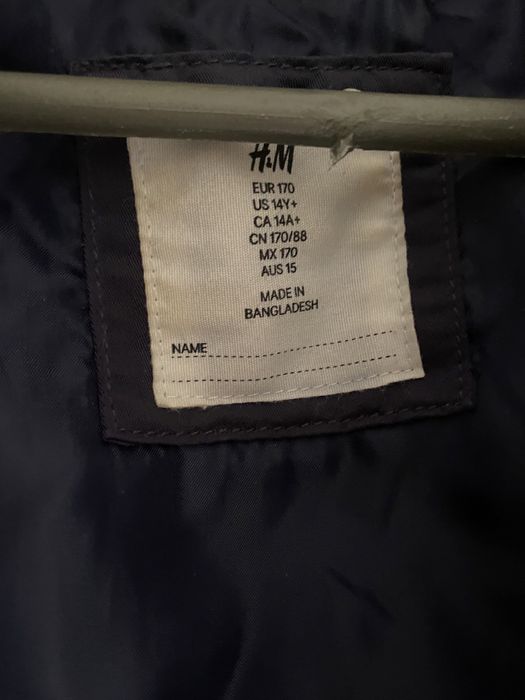 H&M
EUR 170
US 14Y+
CA 14A+
CN 170/88
MX 170
AUS 15
MADE IN
BANGLADESH
NAME